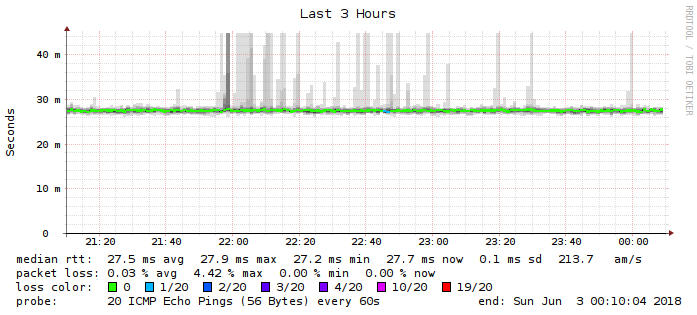 Last 3 Hours
RRDTOOL / TOBI OETIKER
Seconds
40 m
30 m
20 m
10 m
0
21:20 21:40 22:00 22:20 22:40 23:00 23:20 23:40 00:00
median rtt: 27.5 ms avg 27.9 ms max 27.2 ms min 27.7 ms now 0.1 ms sd 213.7 am/s
packet loss: 0.03 % avg 4.42 % max 0.00 % min 0.00 % now
loss color: 0 1/20 2/20 3/20 4/20 10/20 19/20
probe: 20 ICMP Echo Pings (56 Bytes) every 60s end: Sun Jun 3 00:10:04 2018